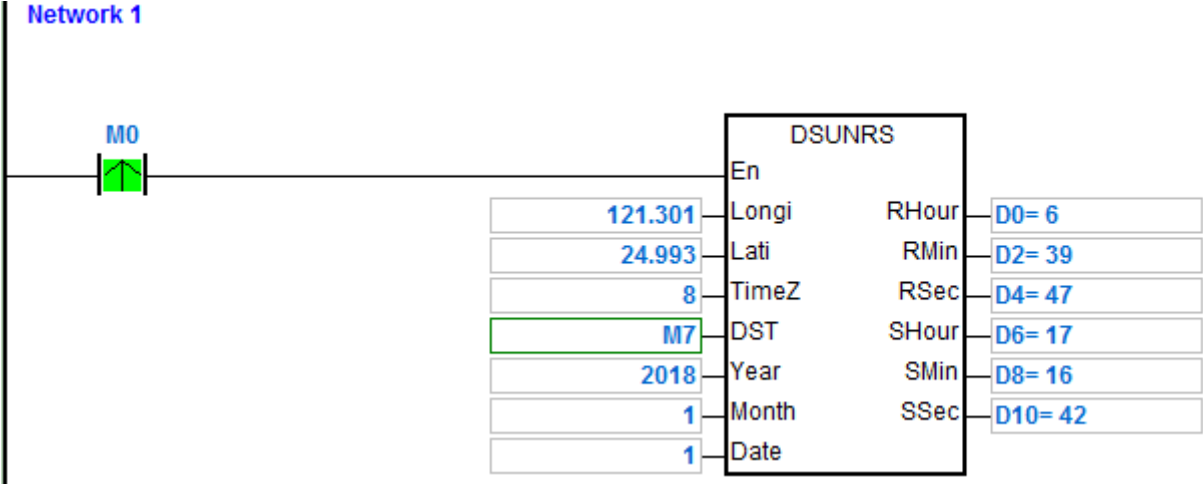 Network 1
M0
DSUNRS
En
121.301 Longi RHour D0= 6
24.993 Lati RMin D2= 39
8 TimeZ RSec D4= 47
M7 DST SHour D6= 17
2018 Year SMin D8= 16
1 Month SSec D10= 42
1 Date